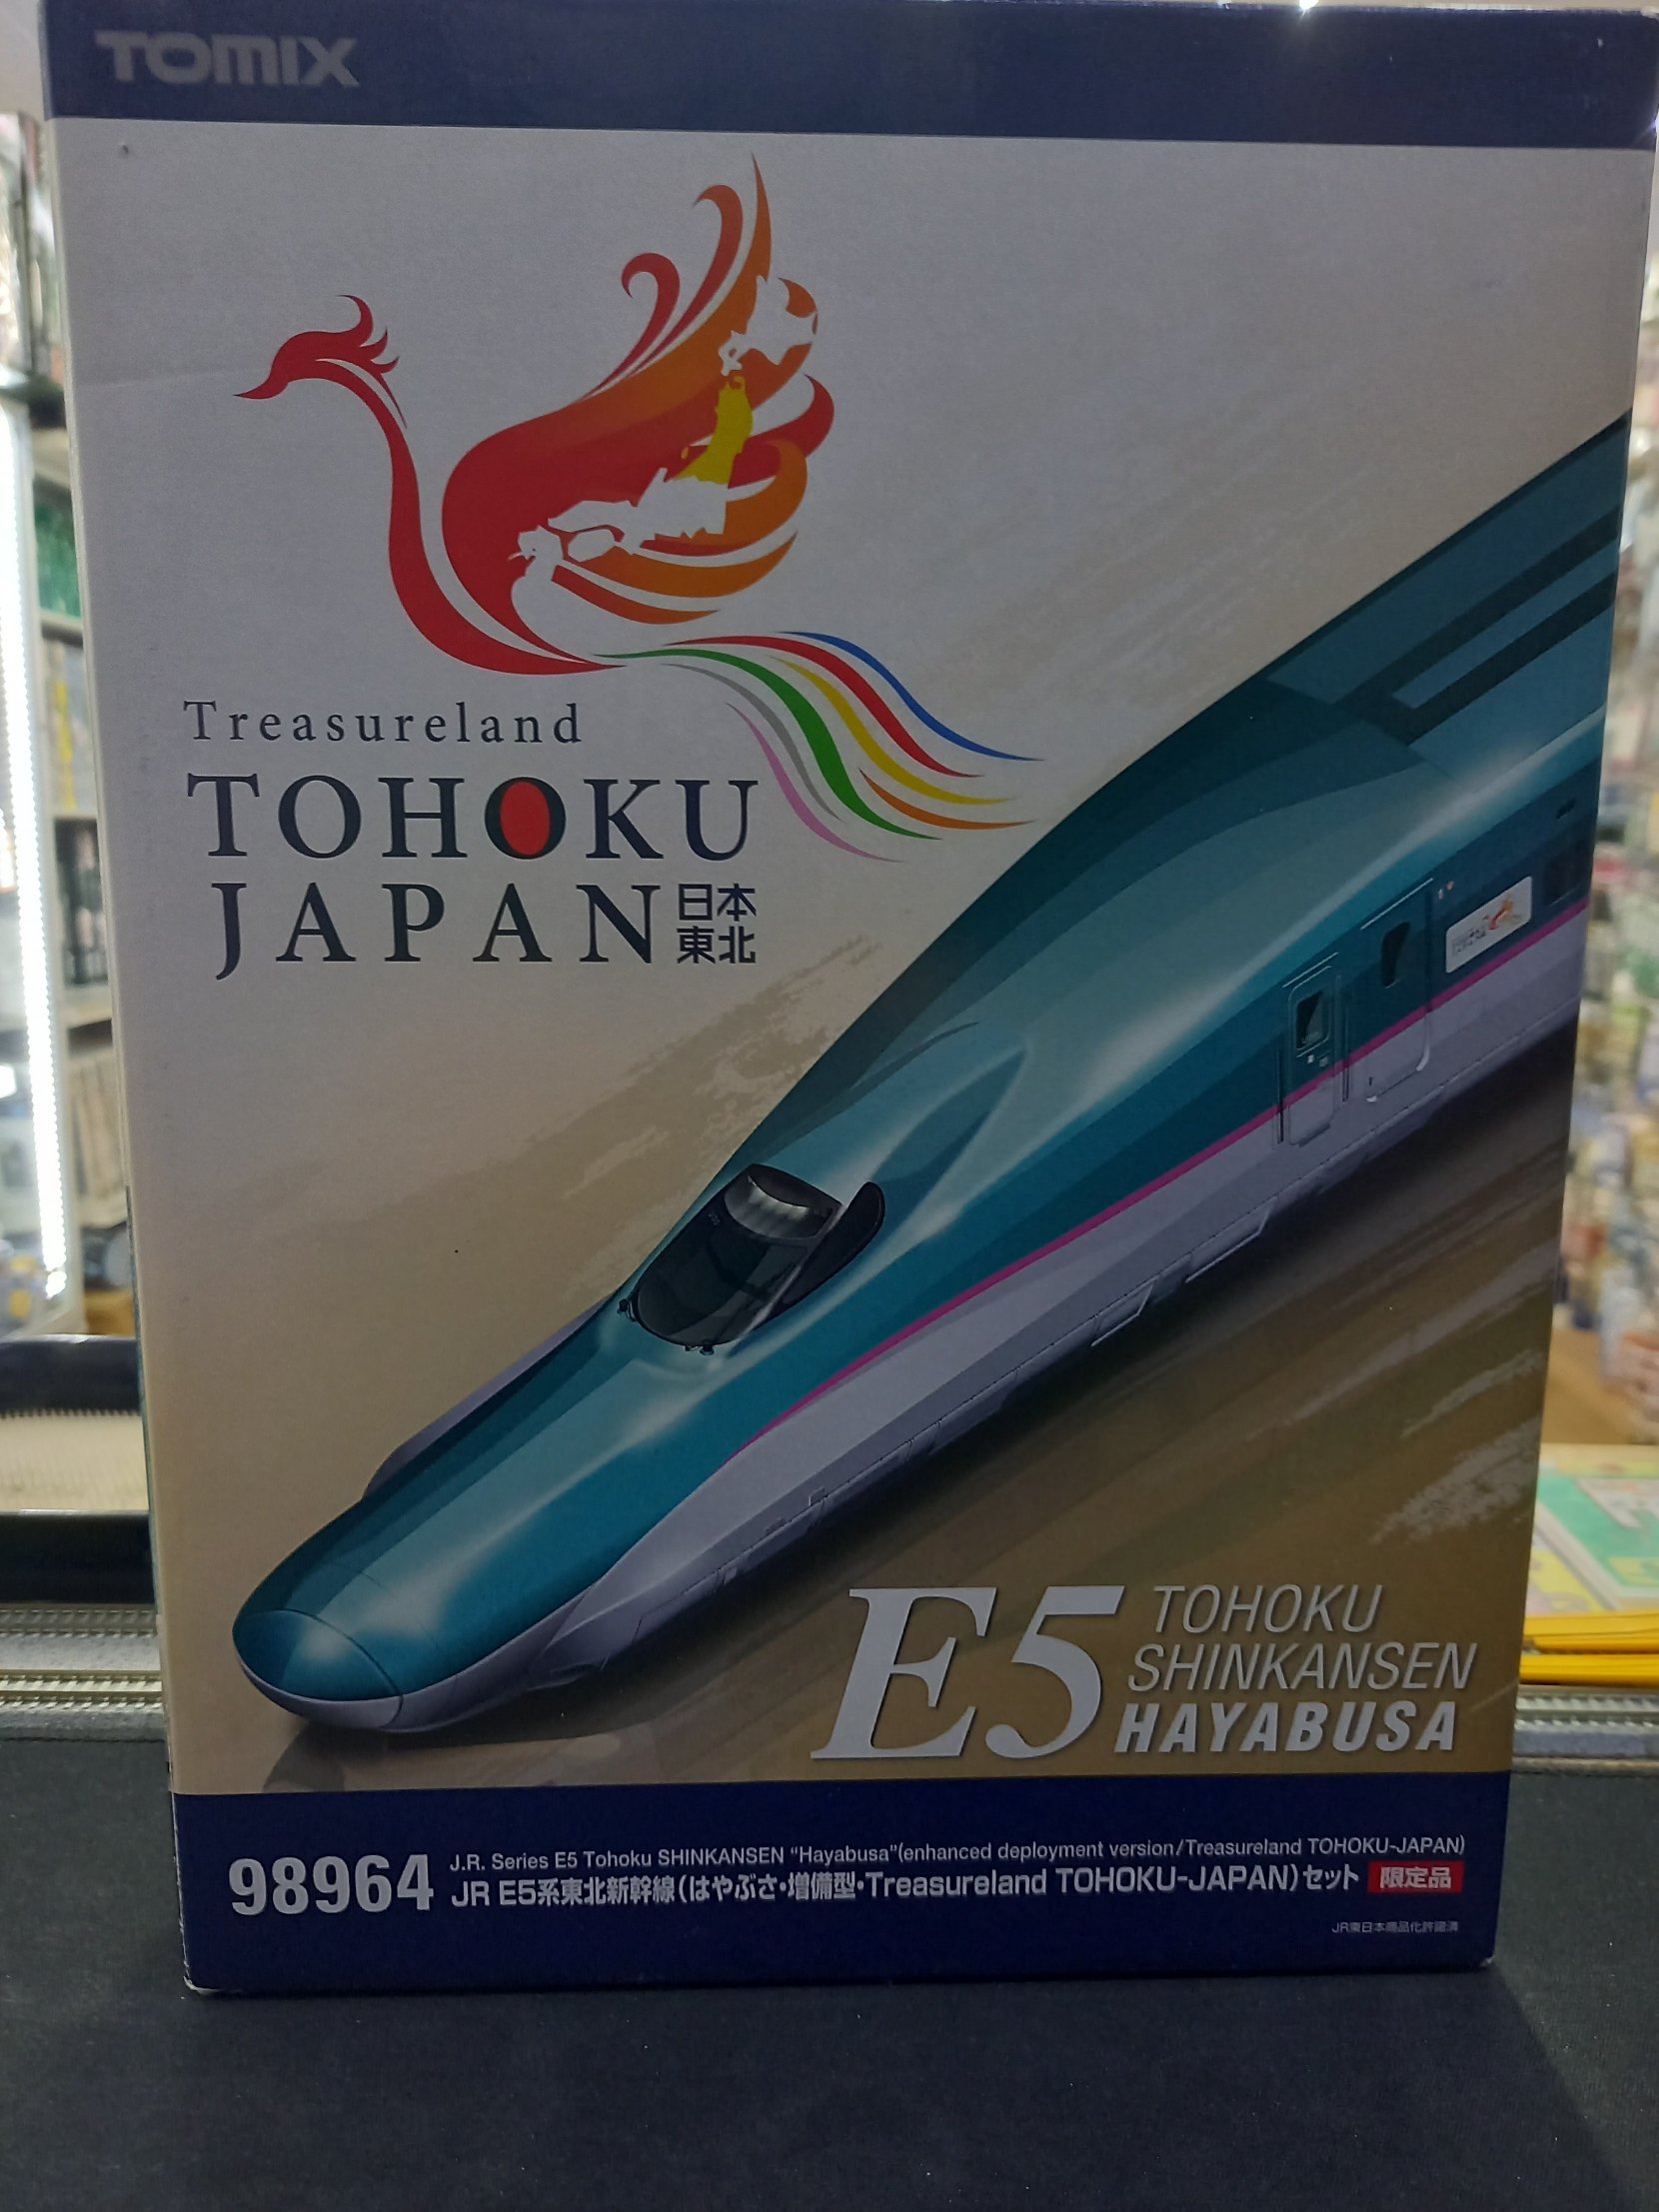 TOMIX
Treasureland
TOHOKU
JAPAN 日本
東北
E5 TOHOKU
SHINKANSEN
HAYABUSA
98964
J.R. Series E5 Tohoku SHINKANSEN "Hayabusa"(enhanced deployment version/Treasureland TOHOKU-JAPAN)
JR E5系東北新幹線(はやぶさ・増備型・Treasureland TOHOKU-JAPAN)セット 限定品
JR東日本商品化許諾済